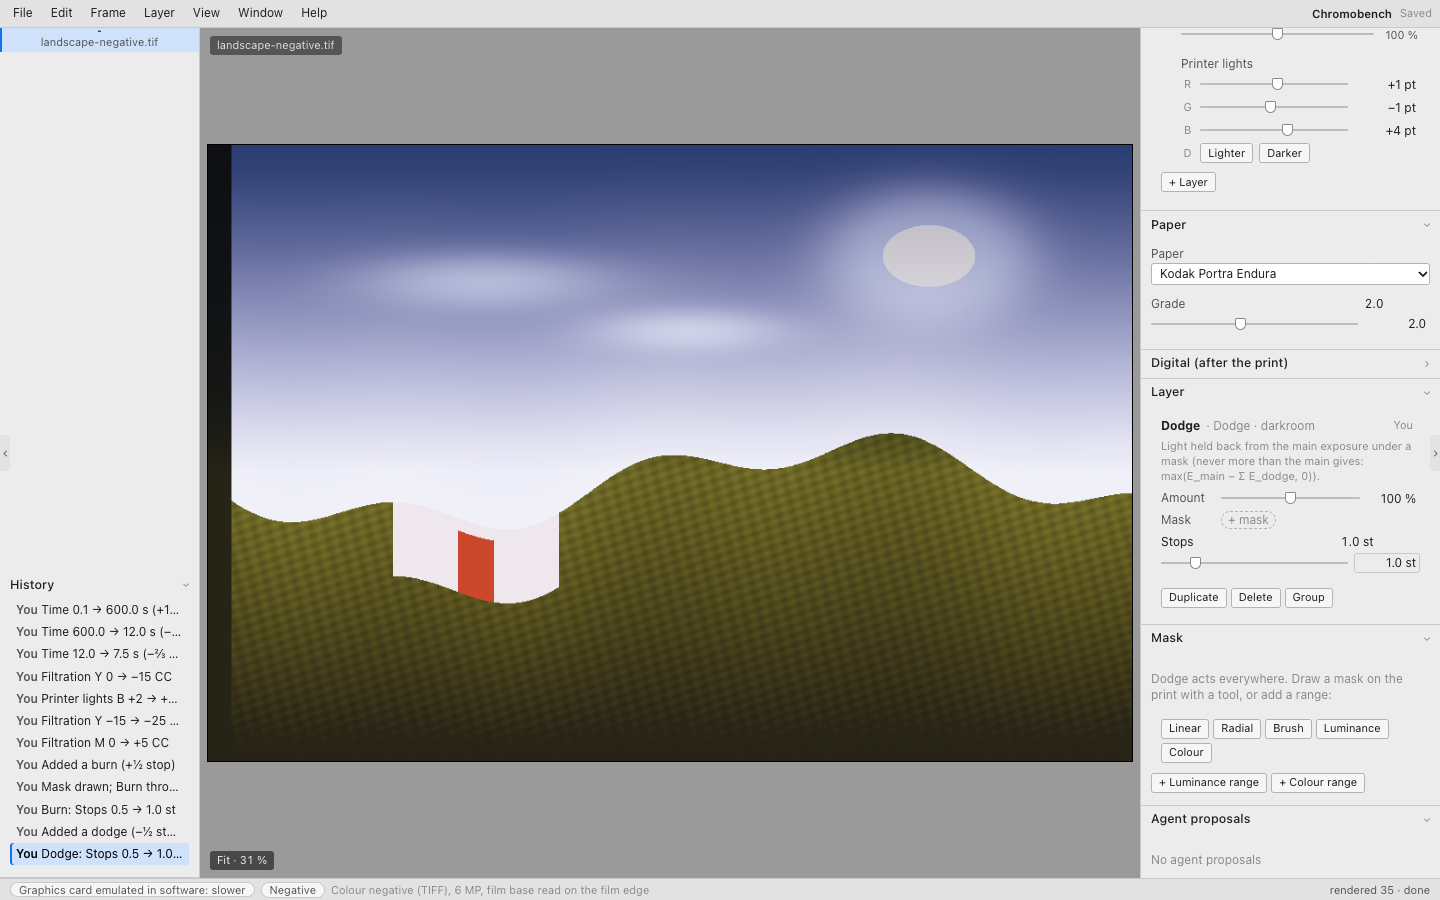 File Edit Frame Layer View Window Help
Chromobench Saved
landscape-negative.tif
landscape-negative.tif
100 %
Printer lights
R +1 pt
G −1 pt
B +4 pt
D Lighter Darker
+ Layer
Paper
Paper
Kodak Portra Endura
Grade 2.0
2.0
Digital (after the print)
Layer
Dodge · Dodge · darkroom You
Light held back from the main exposure under a
mask (never more than the main gives:
max(E_main − Σ E_dodge, 0)).
Amount 100 %
Mask + mask
Stops 1.0 st
1.0 st
Duplicate Delete Group
Mask
Dodge acts everywhere. Draw a mask on the
print with a tool, or add a range:
Linear Radial Brush Luminance
Colour
+ Luminance range + Colour range
Agent proposals
No agent proposals
History
You Time 0.1 → 600.0 s (+1...
You Time 600.0 → 12.0 s (−...
You Time 12.0 → 7.5 s (−⅔ ...
You Filtration Y 0 → −15 CC
You Printer lights B +2 → +...
You Filtration Y −15 → −25 ...
You Filtration M 0 → +5 CC
You Added a burn (+½ stop)
You Mask drawn; Burn thro...
You Burn: Stops 0.5 → 1.0 st
You Added a dodge (−½ st...
You Dodge: Stops 0.5 → 1.0...
Fit · 31 %
Graphics card emulated in software: slower Negative Colour negative (TIFF), 6 MP, film base read on the film edge
rendered 35 · done